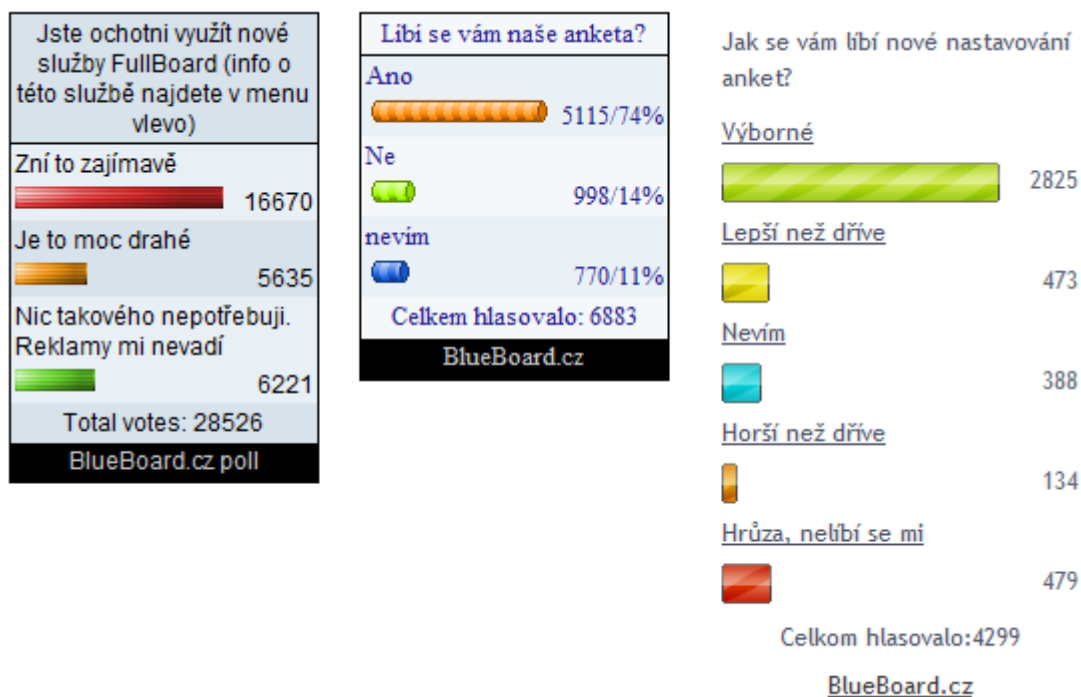 Jste ochotni využít nové
služby FullBoard (info o
této službě najdete v menu
vlevo)
Zní to zajímavě
16670
Je to moc drahé
5635
Nic takového nepotřebuji.
Reklamy mi nevadí
6221
Total votes: 28526
BlueBoard.cz poll
Líbí se vám naše anketa?
Ano
5115/74%
Ne
998/14%
nevím
770/11%
Celkem hlasovalo: 6883
BlueBoard.cz
Jak se vám líbí nové nastavování
anket?
Výborné
2825
Lepší než dříve
473
Nevím
388
Horší než dříve
134
Hrůza, nelíbí se mi
479
Celkom hlasovalo:4299
BlueBoard.cz